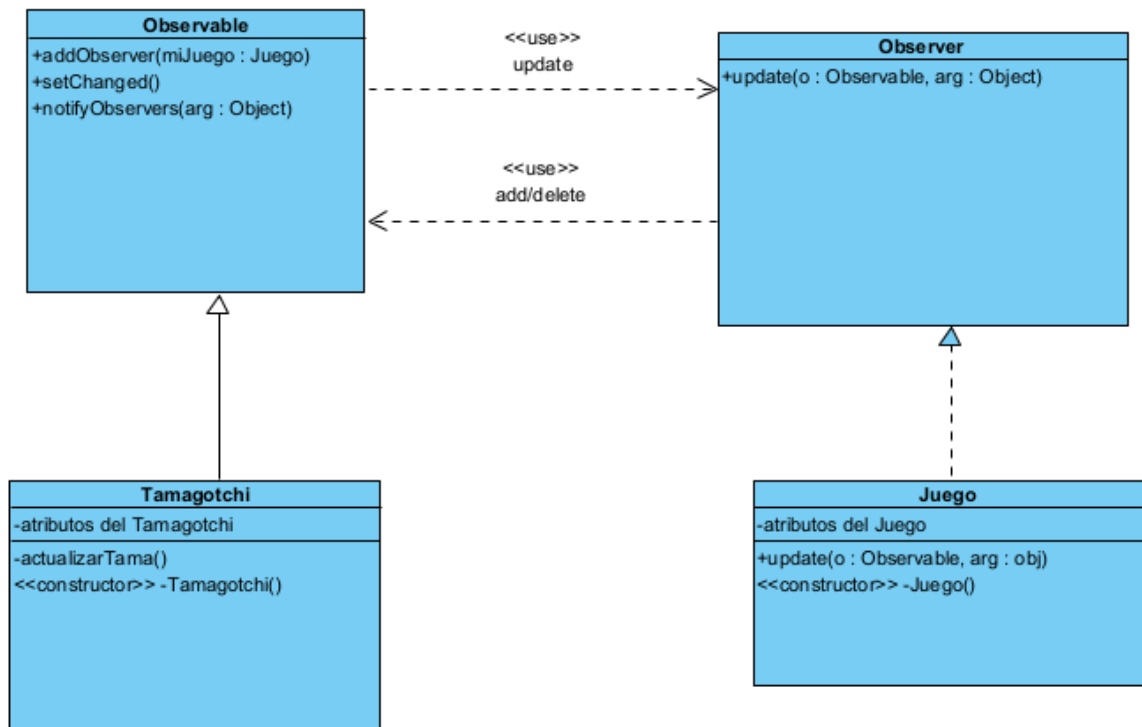 Observable
+addObserver(miJuego : Juego)
+setChanged()
+notifyObservers(arg : Object)
<<use>>
update
<<use>>
add/delete
Observer
+update(o : Observable, arg : Object)
Tamagotchi
-atributos del Tamagotchi
-actualizarTama()
<<constructor>> -Tamagotchi()
Juego
-atributos del Juego
+update(o : Observable, arg : obj)
<<constructor>> -Juego()